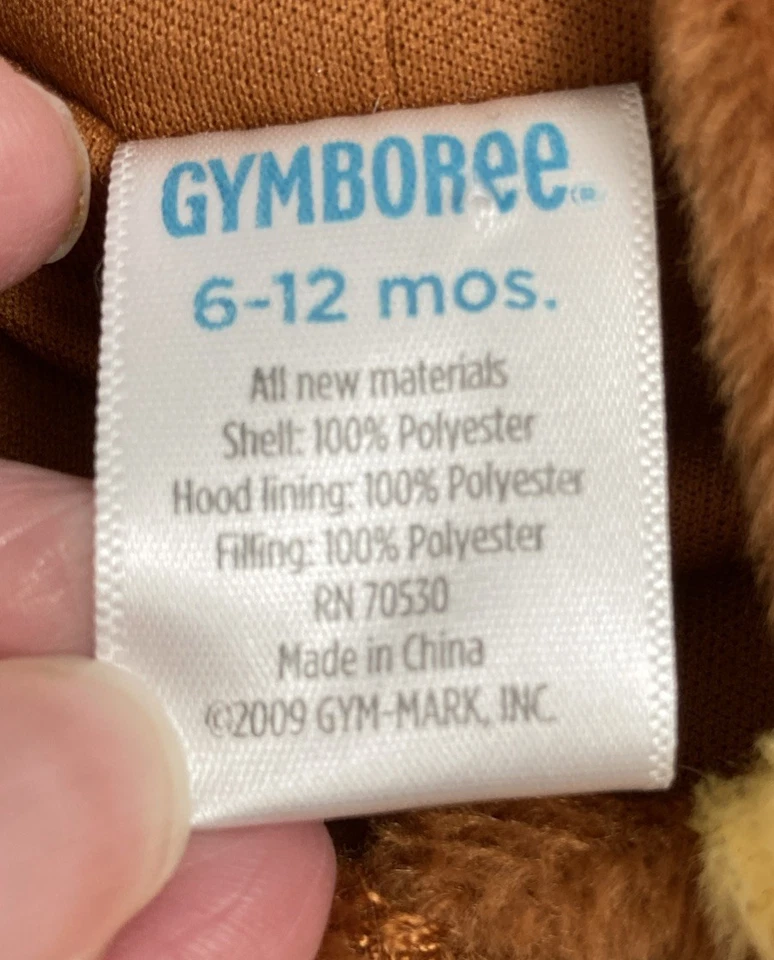 GYMBOREE®
6-12 mos.
All new materials
Shell: 100% Polyester
Hood lining: 100% Polyester
Filling: 100% Polyester
RN 70530
Made in China
©2009 GYM-MARK, INC.